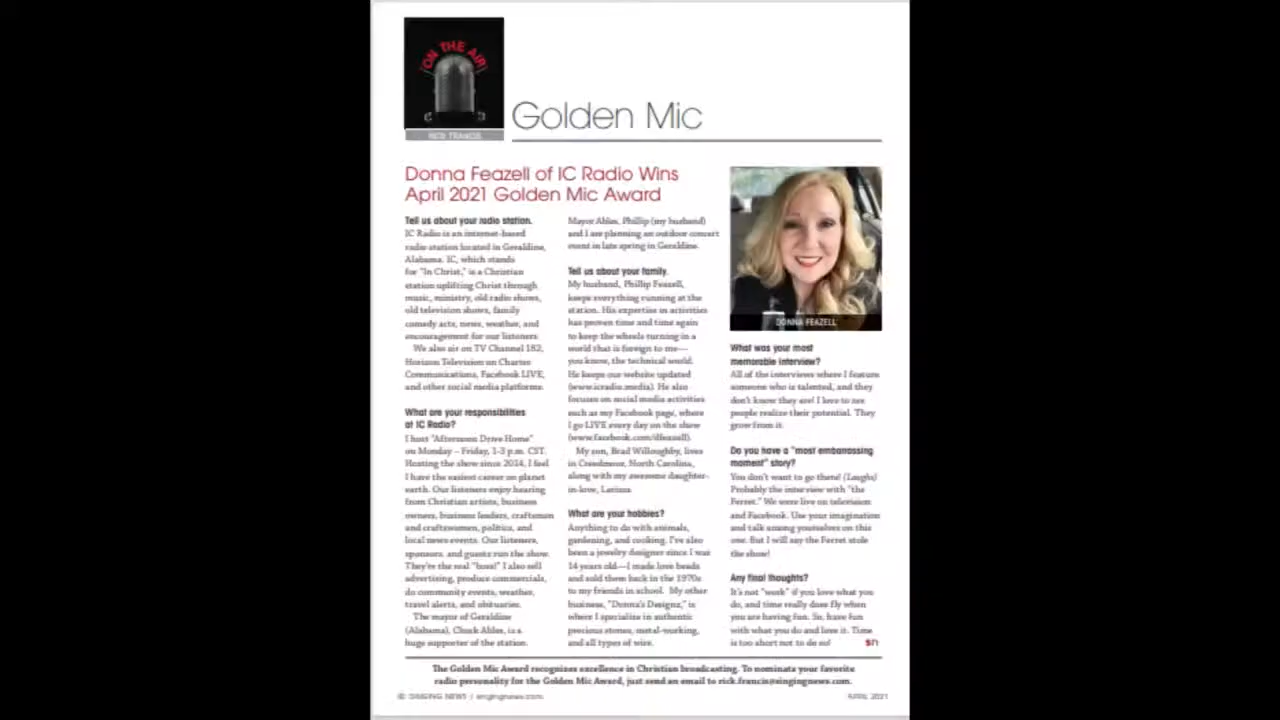 ON THE AIR
RICK FRANCIS
Golden Mic
Donna Feazell of IC Radio Wins
April 2021 Golden Mic Award
Tell us about your radio station.
IC Radio is an internet-based
radio station located in Geraldine,
Alabama. IC, which stands
for "In Christ," is a Christian
station uplifting Christ through
music, ministry, old radio shows,
old television shows, family
comedy acts, news, weather, and
encouragement for our listeners.
We also air on TV Channel 182,
Horizon Television on Charter
Communications, Facebook LIVE,
and other social media platforms.
What are your responsibilities
at IC Radio?
I host "Afternoon Drive Home"
on Monday – Friday, 1-3 p.m. CST.
Hosting the show since 2014, I feel
I have the easiest career on planet
earth. Our listeners enjoy hearing
from Christian artists, business
owners, business leaders, craftsmen
and craftswomen, politics, and
local news events. Our listeners,
sponsors, and guests run the show.
They're the real "boss!" I also sell
advertising, produce commercials,
do community events, weather,
travel alerts, and obituaries.
The mayor of Geraldine
(Alabama), Chuck Ables, is a
huge supporter of the station.
Mayor Ables, Phillip (my husband)
and I are planning an outdoor concert
event in late spring in Geraldine.
Tell us about your family.
My husband, Phillip Feazell,
keeps everything running at the
station. His expertise in activities
has proven time and time again
to keep the wheels turning in a
world that is foreign to me—
you know, the technical world.
He keeps our website updated
(www.icradio.media). He also
focuses on social media activities
such as my Facebook page, where
I go LIVE every day on the show
(www.facebook.com/dfeazell).
My son, Brad Willoughby, lives
in Creedmoor, North Carolina,
along with my awesome daughter-
in-love, Larissa.
What are your hobbies?
Anything to do with animals,
gardening, and cooking. I've also
been a jewelry designer since I was
14 years old—I made love beads
and sold them back in the 1970s
to my friends in school. My other
business, "Donna's Designz," is
where I specialize in authentic
precious stones, metal-working,
and all types of wire.
DONNA FEAZELL
What was your most
memorable interview?
All of the interviews where I feature
someone who is talented, and they
don't know they are! I love to see
people realize their potential. They
grow from it.
Do you have a "most embarrassing
moment" story?
You don't want to go there! (Laughs)
Probably the interview with "the
Ferret." We were live on television
and Facebook. Use your imagination
and talk among yourselves on this
one. But I will say the Ferret stole
the show!
Any final thoughts?
It's not "work" if you love what you
do, and time really does fly when
you are having fun. So, have fun
with what you do and love it. Time
is too short not to do so! sn
The Golden Mic Award recognizes excellence in Christian broadcasting. To nominate your favorite
radio personality for the Golden Mic Award, just send an email to rick.francis@singingnews.com.
© SINGING NEWS / singingnews.com
APRIL 2021